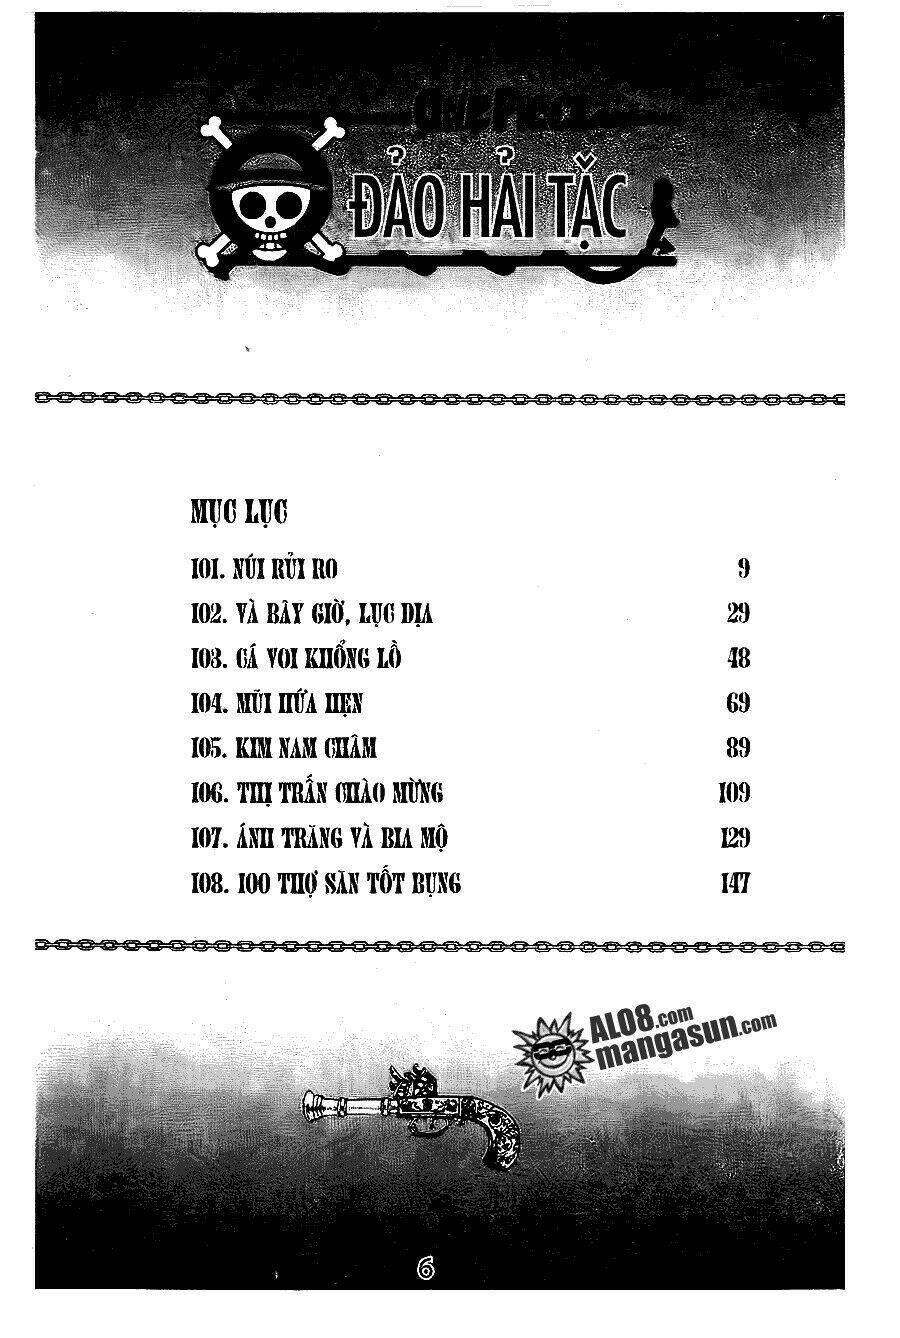 ONE PIECE
ĐẢO HẢI TẶC
MỤC LỤC
101. NÚI RỦI RO 9
102. VÀ BÂY GIỜ, LỤC ĐỊA 29
103. CÁ VOI KHỔNG LỒ 48
104. MŨI HỨA HẸN 69
105. KIM NAM CHÂM 89
106. THỊ TRẤN CHÀO MỪNG 109
107. ÁNH TRĂNG VÀ BIA MỘ 129
108. 100 THỢ SĂN TỐT BỤNG 147
ALO8.com
mangasun.com
6